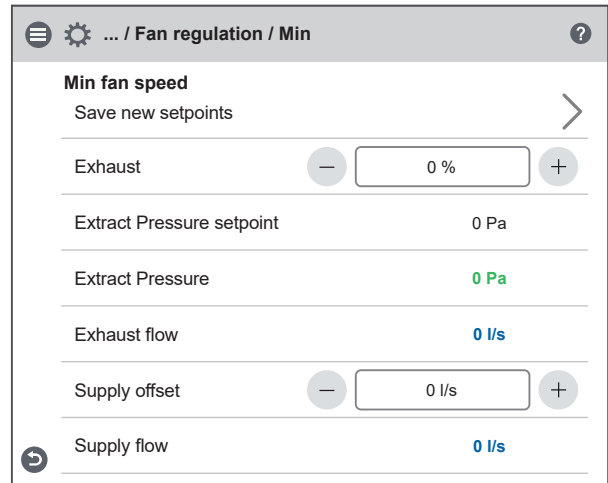 ... / Fan regulation / Min ?
Min fan speed
Save new setpoints
Exhaust − 0 % +
Extract Pressure setpoint 0 Pa
Extract Pressure 0 Pa
Exhaust flow 0 l/s
Supply offset − 0 l/s +
Supply flow 0 l/s